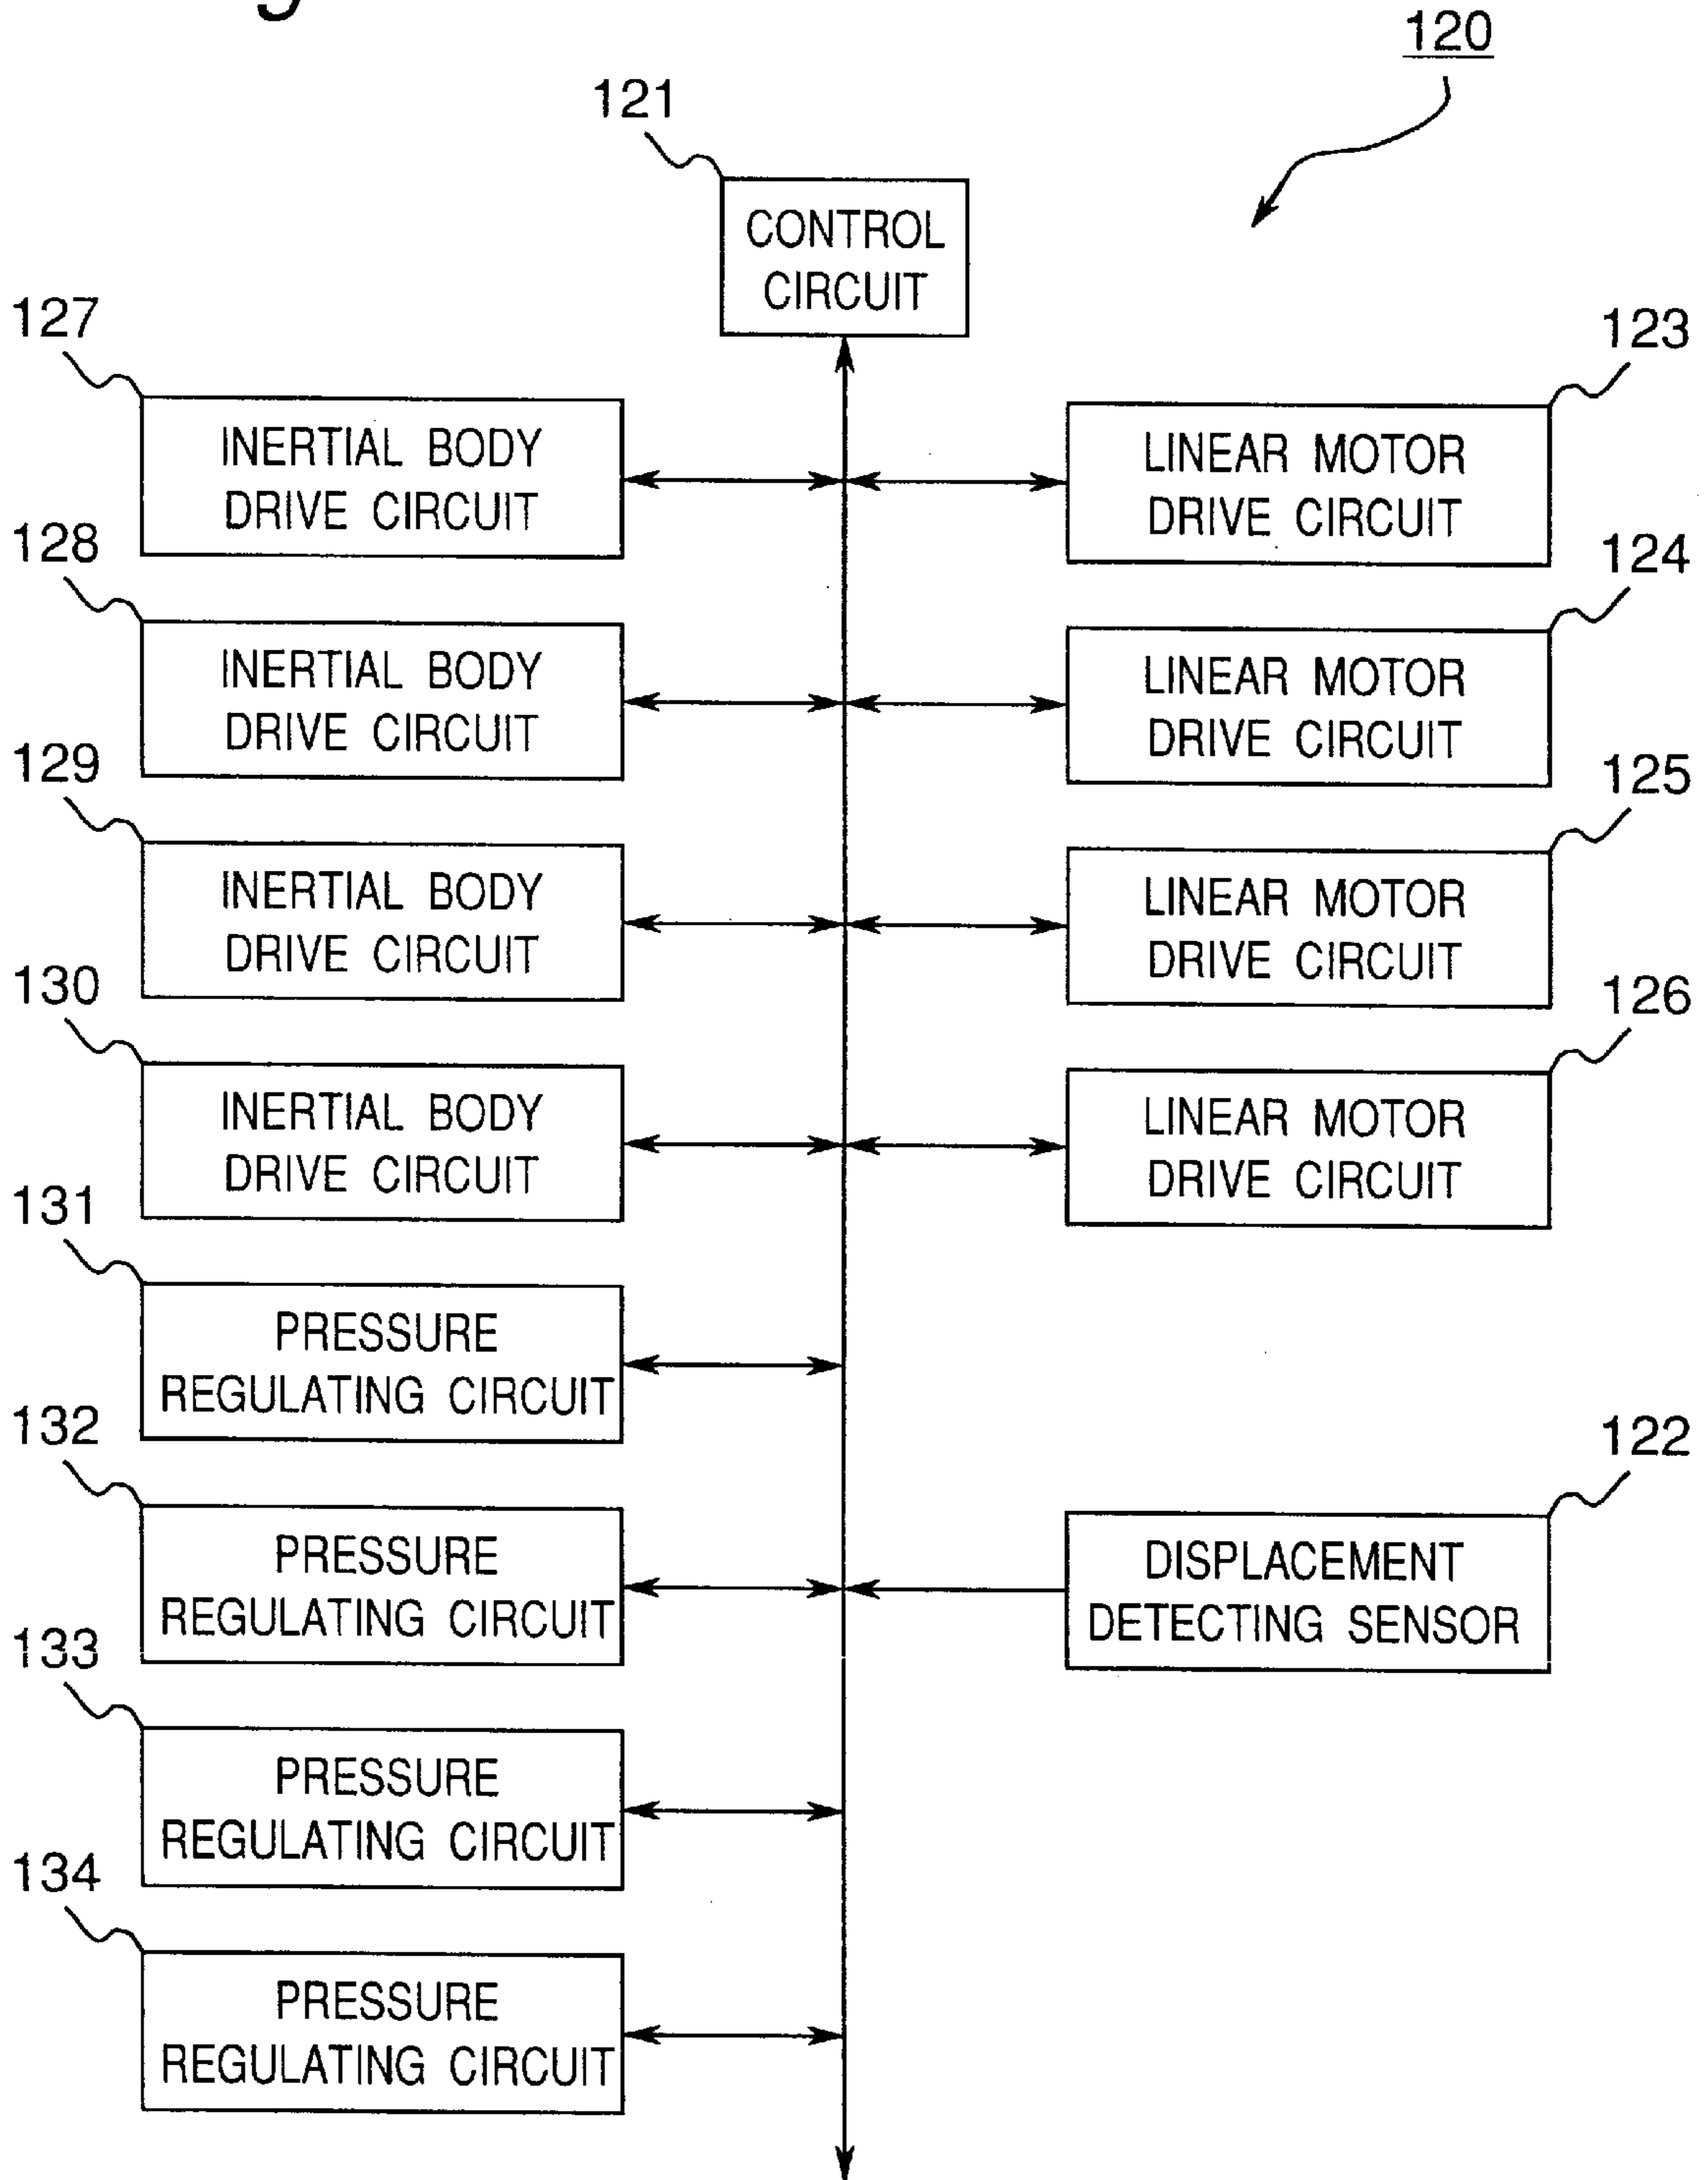 120
121
CONTROL
CIRCUIT
127
INERTIAL BODY
DRIVE CIRCUIT
123
LINEAR MOTOR
DRIVE CIRCUIT
128
INERTIAL BODY
DRIVE CIRCUIT
124
LINEAR MOTOR
DRIVE CIRCUIT
129
INERTIAL BODY
DRIVE CIRCUIT
125
LINEAR MOTOR
DRIVE CIRCUIT
130
INERTIAL BODY
DRIVE CIRCUIT
126
LINEAR MOTOR
DRIVE CIRCUIT
131
PRESSURE
REGULATING CIRCUIT
132
PRESSURE
REGULATING CIRCUIT
122
DISPLACEMENT
DETECTING SENSOR
133
PRESSURE
REGULATING CIRCUIT
134
PRESSURE
REGULATING CIRCUIT